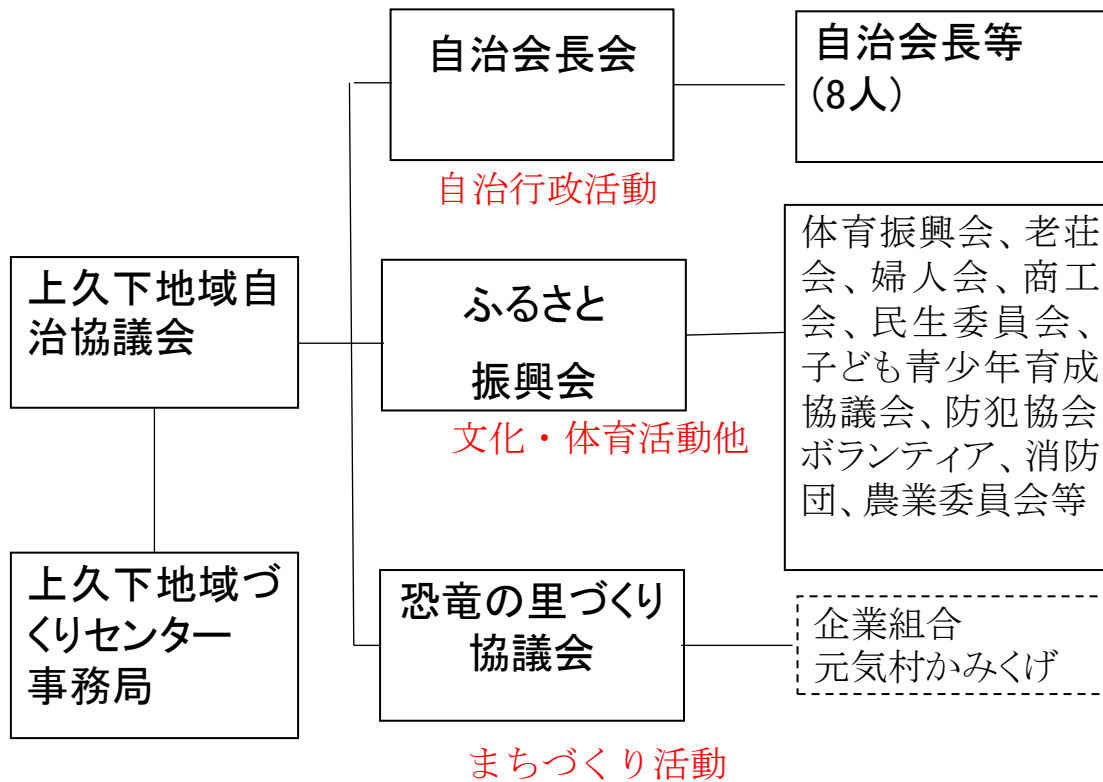 自治会長会
自治会長等
(8人)
自治行政活動
上久下地域自
治協議会
ふるさと
振興会
文化・体育活動他
体育振興会、老荘
会、婦人会、商工
会、民生委員会、
子ども青少年育成
協議会、防犯協会
ボランティア、消防
団、農業委員会等
上久下地域づ
くりセンター
事務局
恐竜の里づくり
協議会
まちづくり活動
企業組合
元気村かみくげ